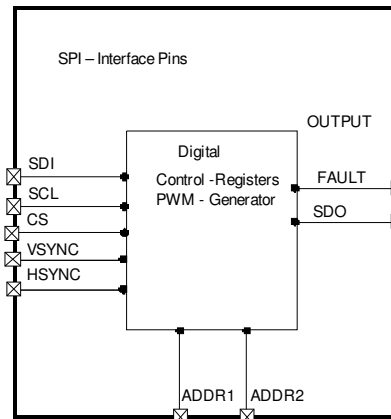 SPI – Interface Pins
OUTPUT
Digital
Control -Registers
PWM - Generator
SDI
SCL
CS
VSYNC
HSYNC
FAULT
SDO
ADDR1
ADDR2